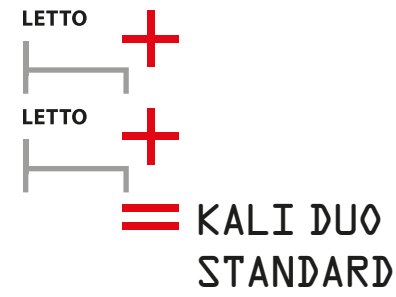 LETTO
+
LETTO
+
= KALI DUO
STANDARD